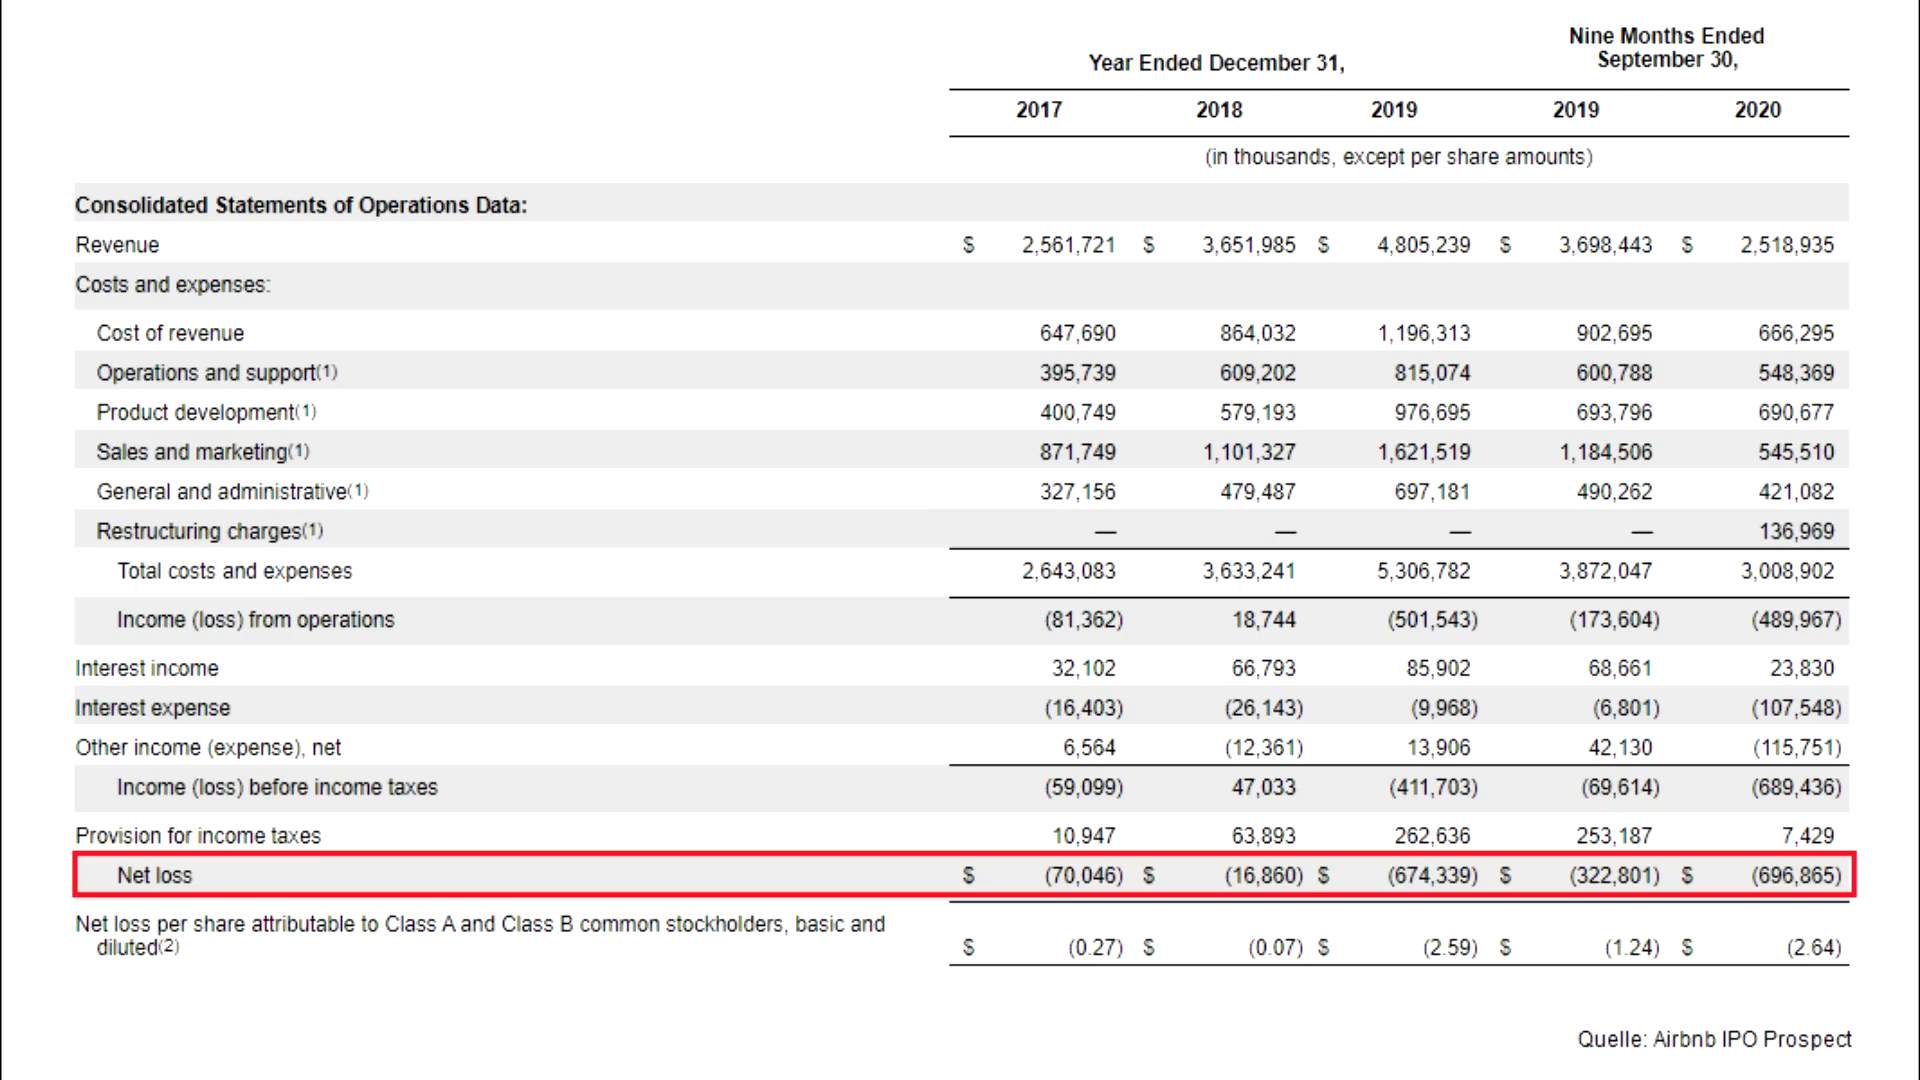 Nine Months Ended
Year Ended December 31, September 30,
2017 2018 2019 2019 2020
(in thousands, except per share amounts)
Consolidated Statements of Operations Data:
Revenue $ 2,561,721 $ 3,651,985 $ 4,805,239 $ 3,698,443 $ 2,518,935
Costs and expenses:
Cost of revenue 647,690 864,032 1,196,313 902,695 666,295
Operations and support(1) 395,739 609,202 815,074 600,788 548,369
Product development(1) 400,749 579,193 976,695 693,796 690,677
Sales and marketing(1) 871,749 1,101,327 1,621,519 1,184,506 545,510
General and administrative(1) 327,156 479,487 697,181 490,262 421,082
Restructuring charges(1) — — — — 136,969
Total costs and expenses 2,643,083 3,633,241 5,306,782 3,872,047 3,008,902
Income (loss) from operations (81,362) 18,744 (501,543) (173,604) (489,967)
Interest income 32,102 66,793 85,902 68,661 23,830
Interest expense (16,403) (26,143) (9,968) (6,801) (107,548)
Other income (expense), net 6,564 (12,361) 13,906 42,130 (115,751)
Income (loss) before income taxes (59,099) 47,033 (411,703) (69,614) (689,436)
Provision for income taxes 10,947 63,893 262,636 253,187 7,429
Net loss $ (70,046) $ (16,860) $ (674,339) $ (322,801) $ (696,865)
Net loss per share attributable to Class A and Class B common stockholders, basic and
diluted(2) $ (0.27) $ (0.07) $ (2.59) $ (1.24) $ (2.64)
Quelle: Airbnb IPO Prospect